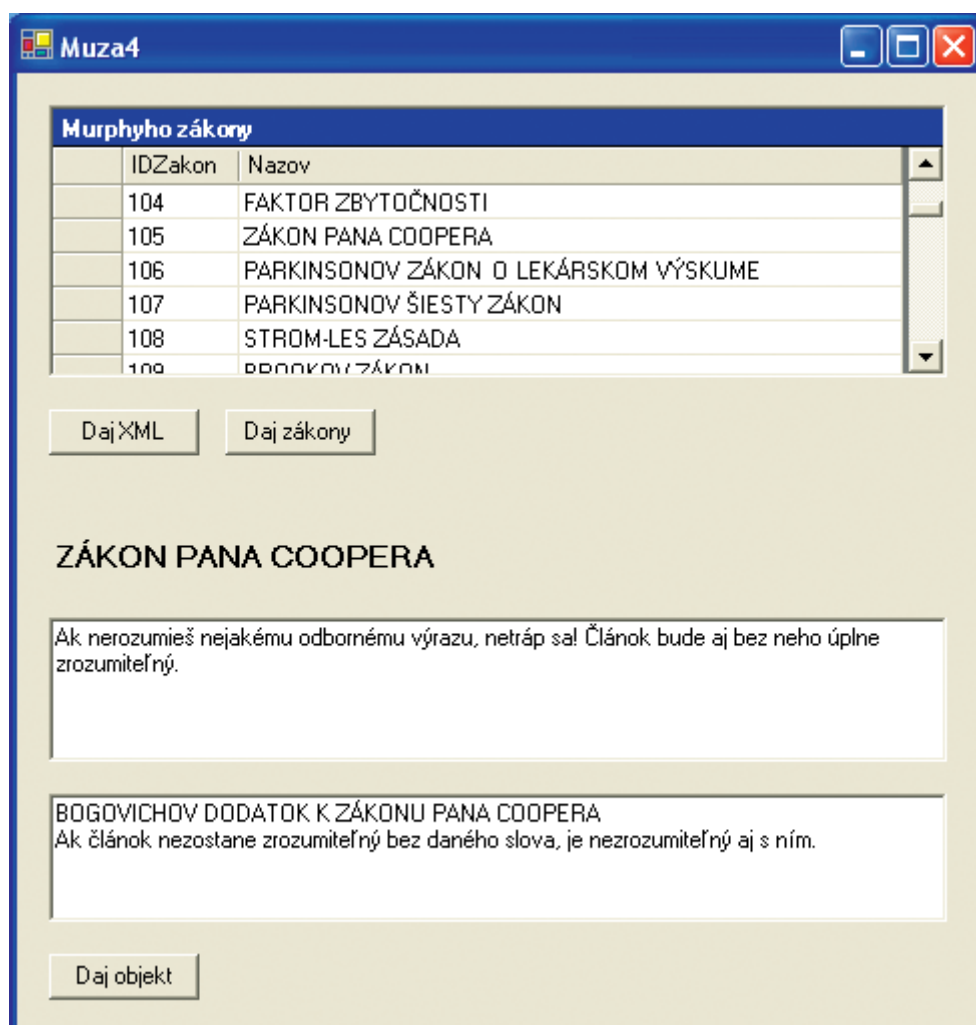 Muza4
Murphyho zákony
IDZakon Nazov
104 FAKTOR ZBYTOČNOSTI
105 ZÁKON PANA COOPERA
106 PARKINSONOV ZÁKON O LEKÁRSKOM VÝSKUME
107 PARKINSONOV ŠIESTY ZÁKON
108 STROM-LES ZÁSADA
109 BROOKOV ZÁKON
Daj XML Daj zákony
ZÁKON PANA COOPERA
Ak nerozumieš nejakému odbornému výrazu, netráp sa! Článok bude aj bez neho úplne
zrozumiteľný.
BOGOVICHOV DODATOK K ZÁKONU PANA COOPERA
Ak článok nezostane zrozumiteľný bez daného slova, je nezrozumiteľný aj s ním.
Daj objekt